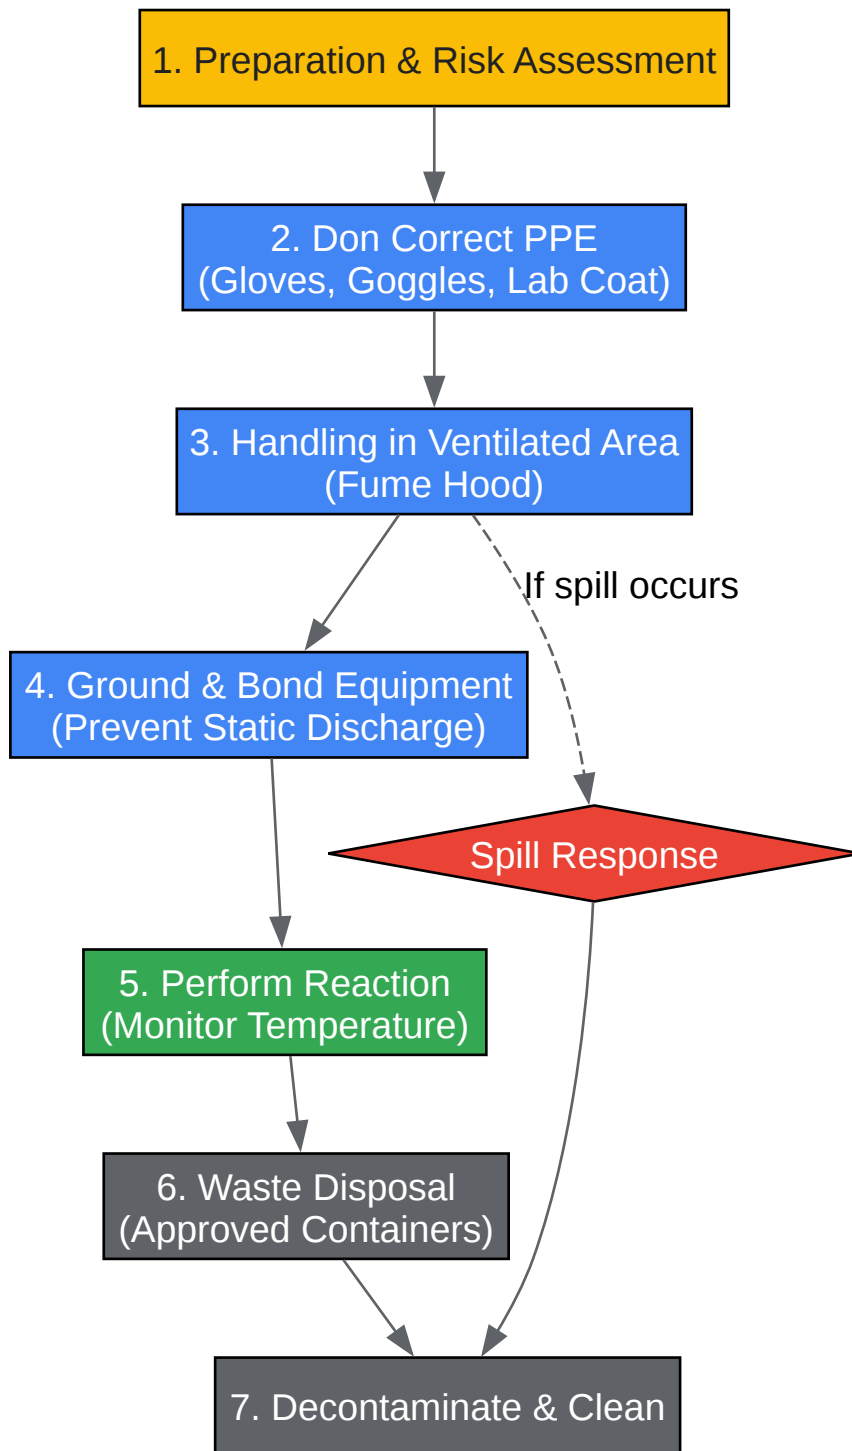 1. Preparation & Risk Assessment
2. Don Correct PPE
(Gloves, Goggles, Lab Coat)
3. Handling in Ventilated Area
(Fume Hood)
If spill occurs
4. Ground & Bond Equipment
(Prevent Static Discharge)
Spill Response
5. Perform Reaction
(Monitor Temperature)
6. Waste Disposal
(Approved Containers)
7. Decontaminate & Clean